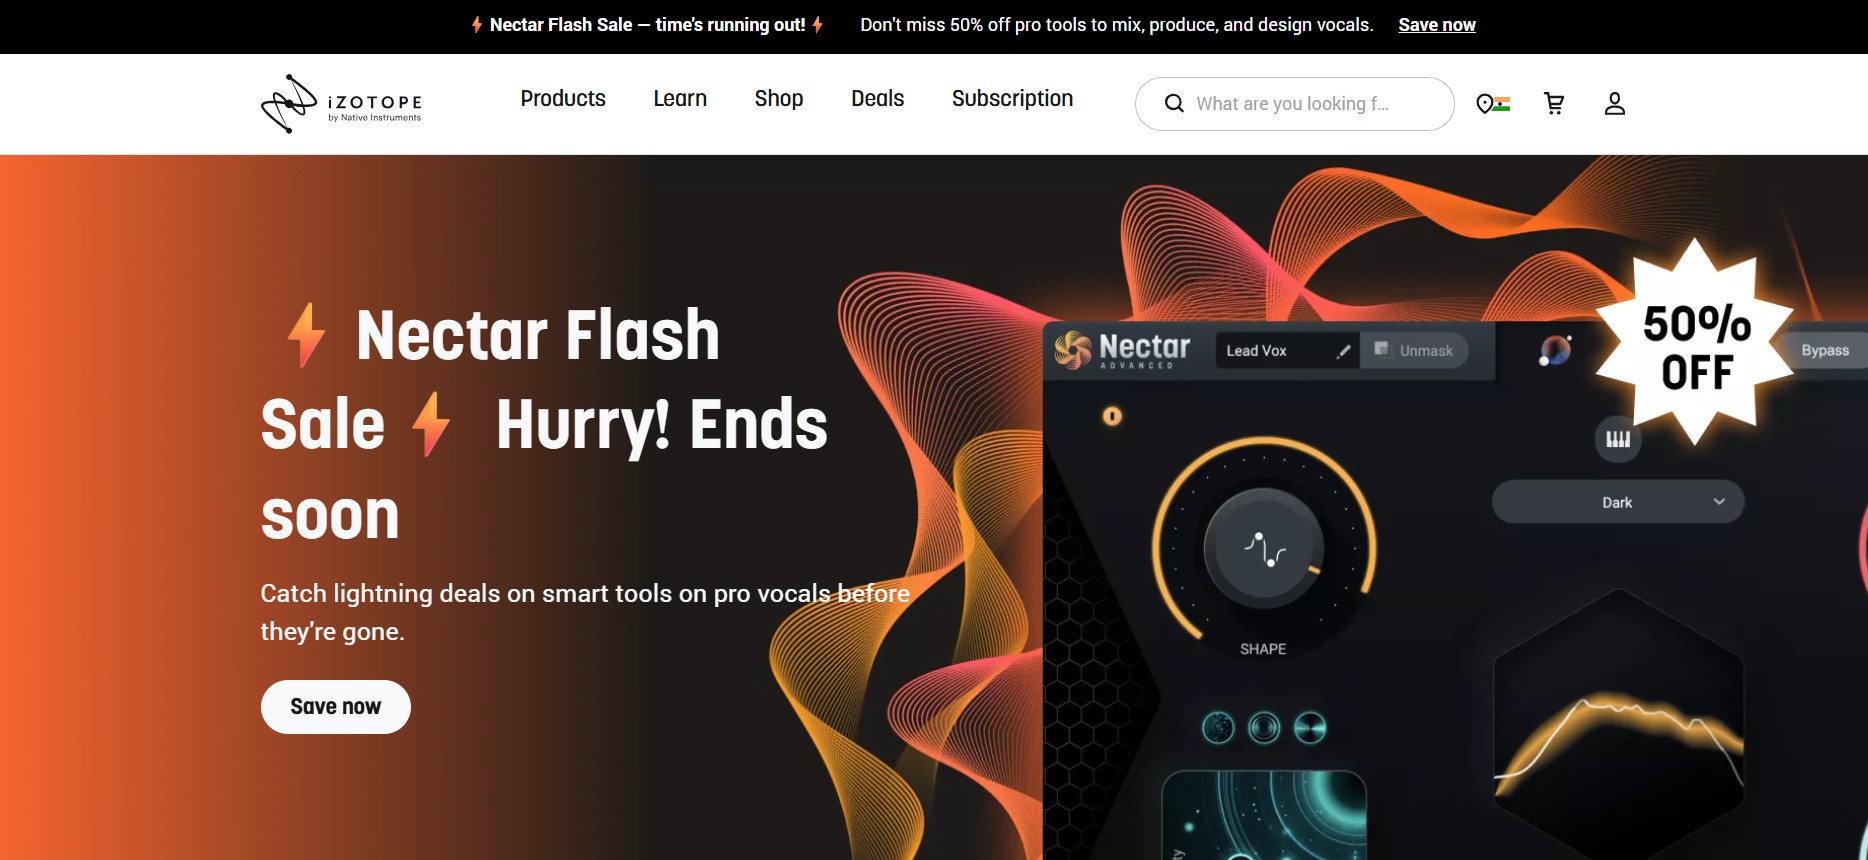 Nectar Flash Sale — time's running out! Don't miss 50% off pro tools to mix, produce, and design vocals. Save now
iZOTOPE
by Native Instruments
Products Learn Shop Deals Subscription What are you looking f...
Nectar Flash
Sale Hurry! Ends
soon
Catch lightning deals on smart tools on pro vocals before
they're gone.
Save now
Nectar
ADVANCED
Lead Vox
Unmask
50%
OFF
Bypass
Dark
SHAPE